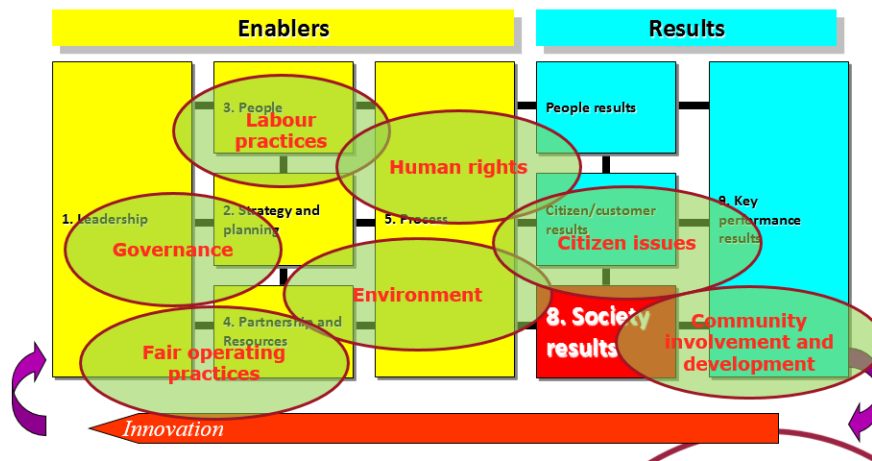 Enablers
Results
1. Leadership
3. People
Labour
practices
2. Strategy and
planning
Governance
4. Partnership and
Resources
Fair operating
practices
5. Process
Human rights
Environment
People results
Citizen/customer
results
Citizen issues
8. Society
results
9. Key
performance
results
Community
involvement and
development
Innovation